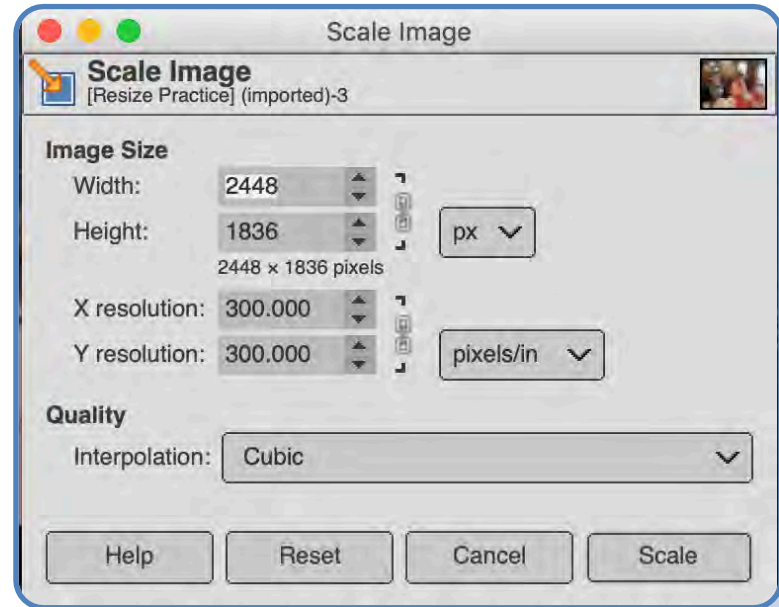 Scale Image
Scale Image
[Resize Practice] (imported)-3
Image Size
Width: 2448
Height: 1836 px
2448 × 1836 pixels
X resolution: 300.000
Y resolution: 300.000 pixels/in
Quality
Interpolation: Cubic
Help Reset Cancel Scale